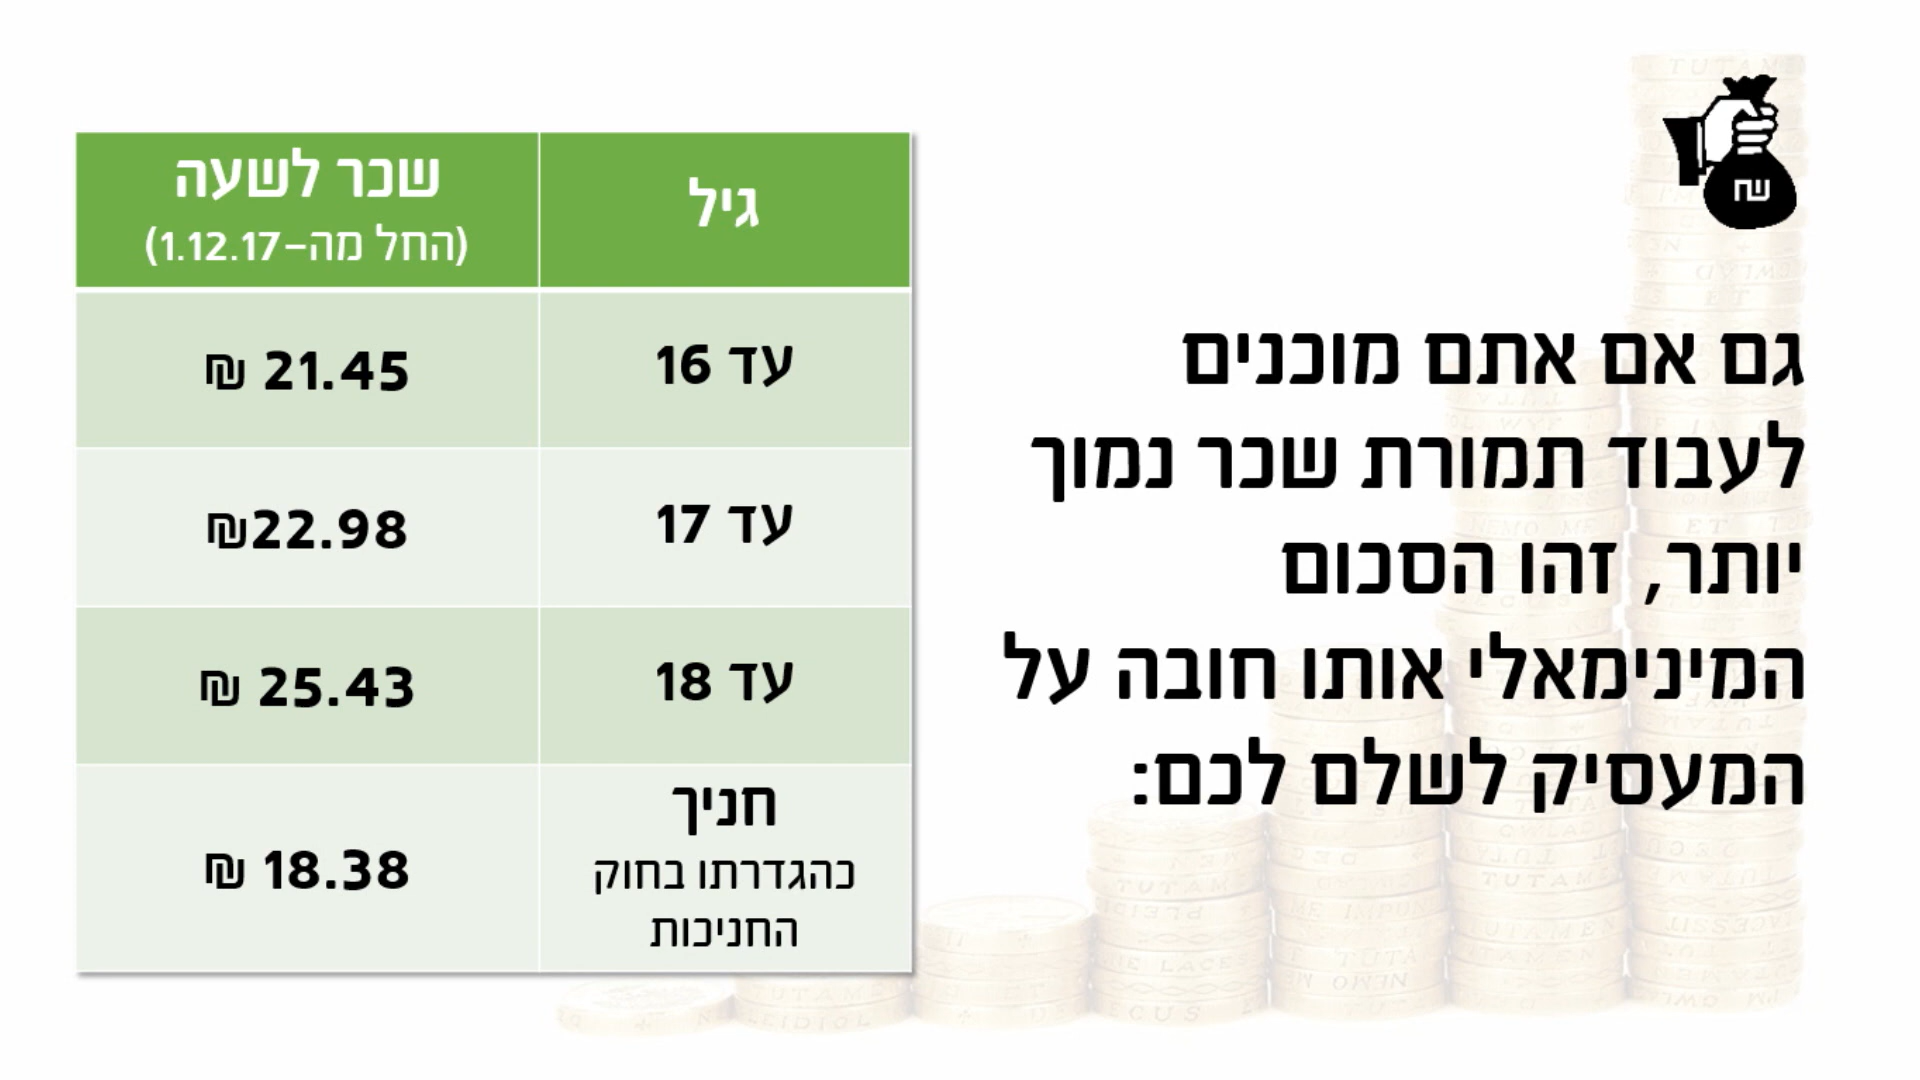 ש
גם אם אתם מוכנים
לעבוד תמורת שכר נמוך
יותר, זהו הסכום
המינימאלי אותו חובה על
המעסיק לשלם לכם:
גיל שכר לשעה
(החל מה-1.12.17)
עד 16 21.45 ₪
עד 17 22.98₪
עד 18 25.43 ₪
חניך
כהגדרתו בחוק
החניכות
18.38 ₪